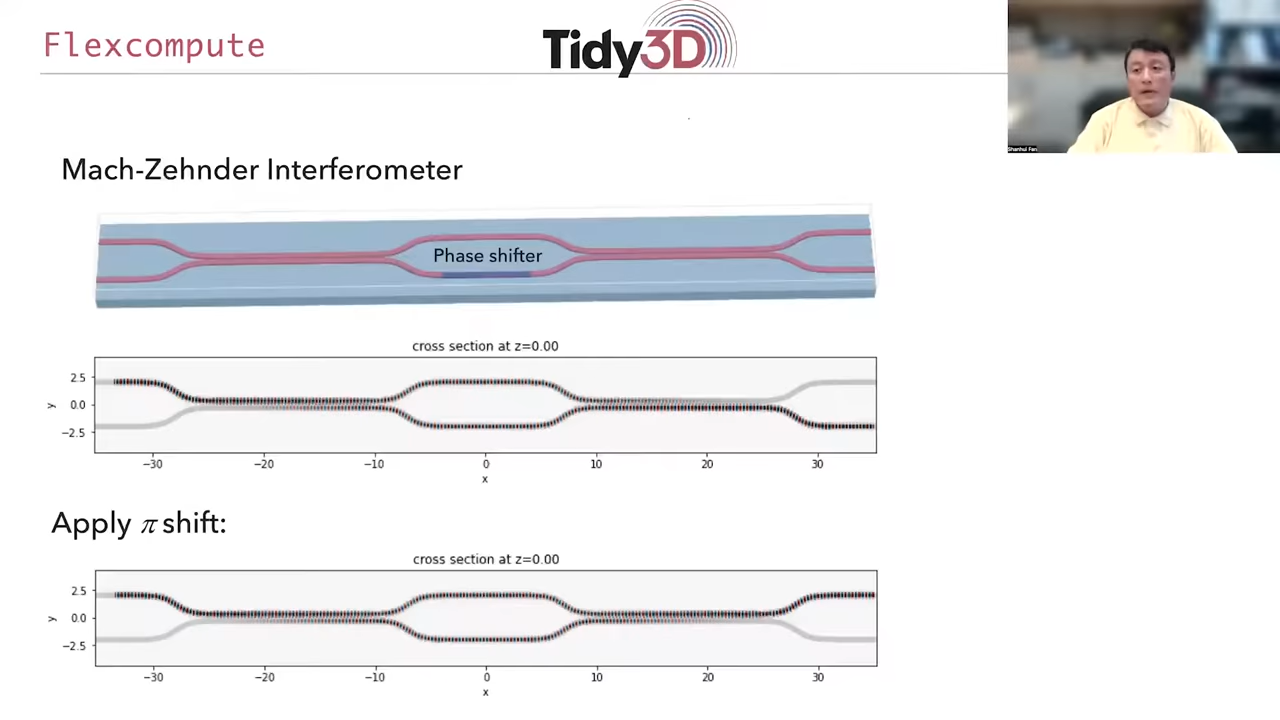 Flexcompute
Tidy3D
Shanhui Fan
Mach-Zehnder Interferometer
Phase shifter
cross section at z=0.00
2.5
0.0
−2.5
y
−30
−20
−10
0
10
20
30
x
Apply π shift:
cross section at z=0.00
2.5
0.0
−2.5
y
−30
−20
−10
0
10
20
30
x